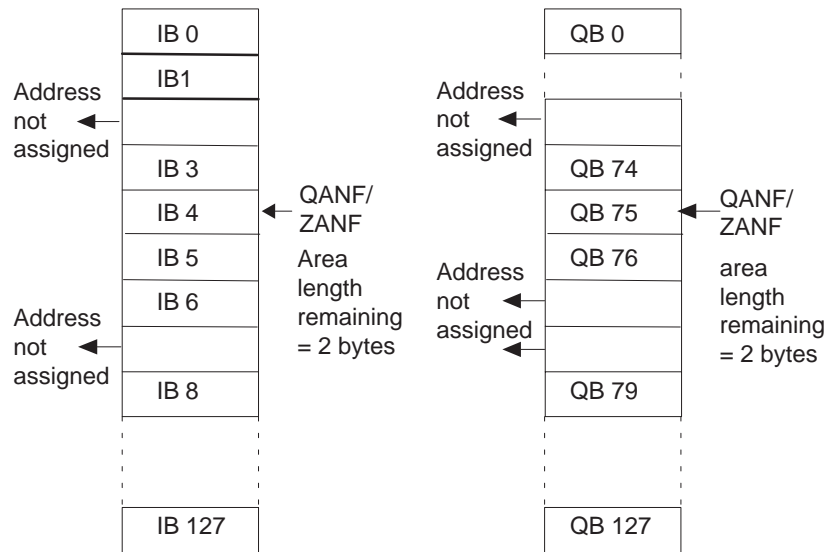 IB 0
IB1
Address
not
assigned
IB 3
IB 4
IB 5
IB 6
Address
not
assigned
IB 8
IB 127
QANF/
ZANF
Area
length
remaining
= 2 bytes
QB 0
Address
not
assigned
QB 74
QB 75
QB 76
Address
not
assigned
QB 79
QB 127
QANF/
ZANF
area
length
remaining
= 2 bytes